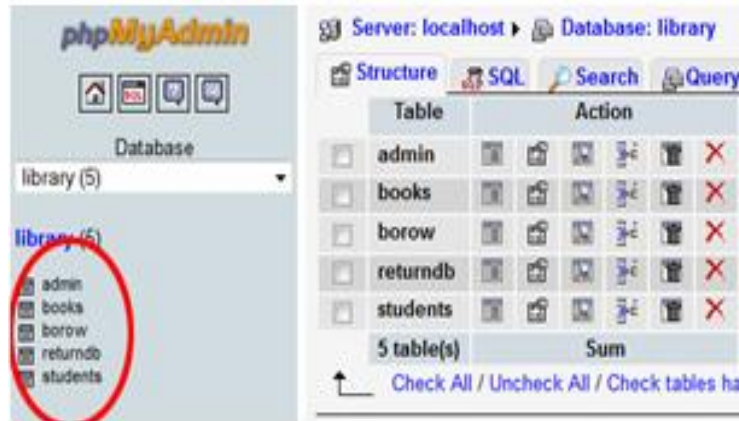 phpMyAdmin
SQL
Database
library (5)
library (5)
admin
books
borow
returndb
students
Server: localhost Database: library
Structure SQL Search Query
Table Action
admin
books
borow
returndb
students
5 table(s) Sum
Check All / Uncheck All / Check tables ha